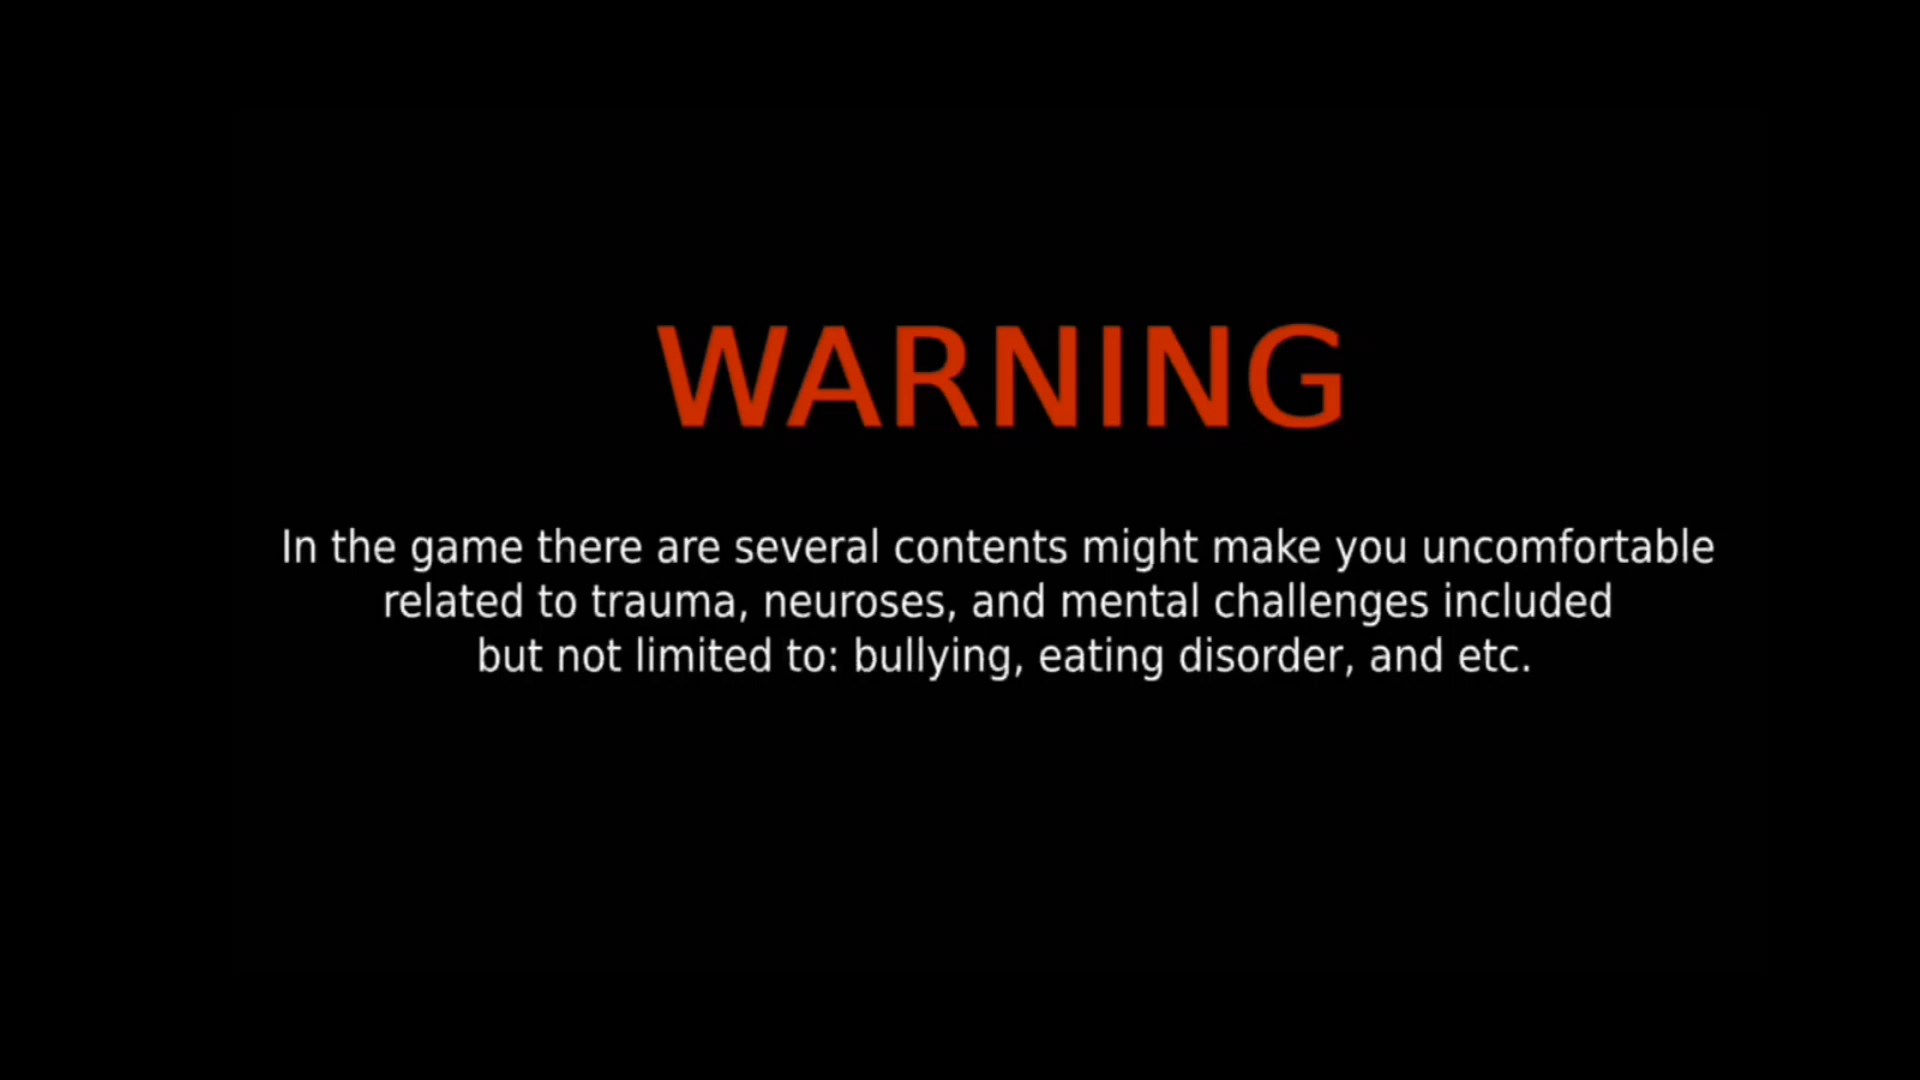 WARNING
In the game there are several contents might make you uncomfortable
related to trauma, neuroses, and mental challenges included
but not limited to: bullying, eating disorder, and etc.